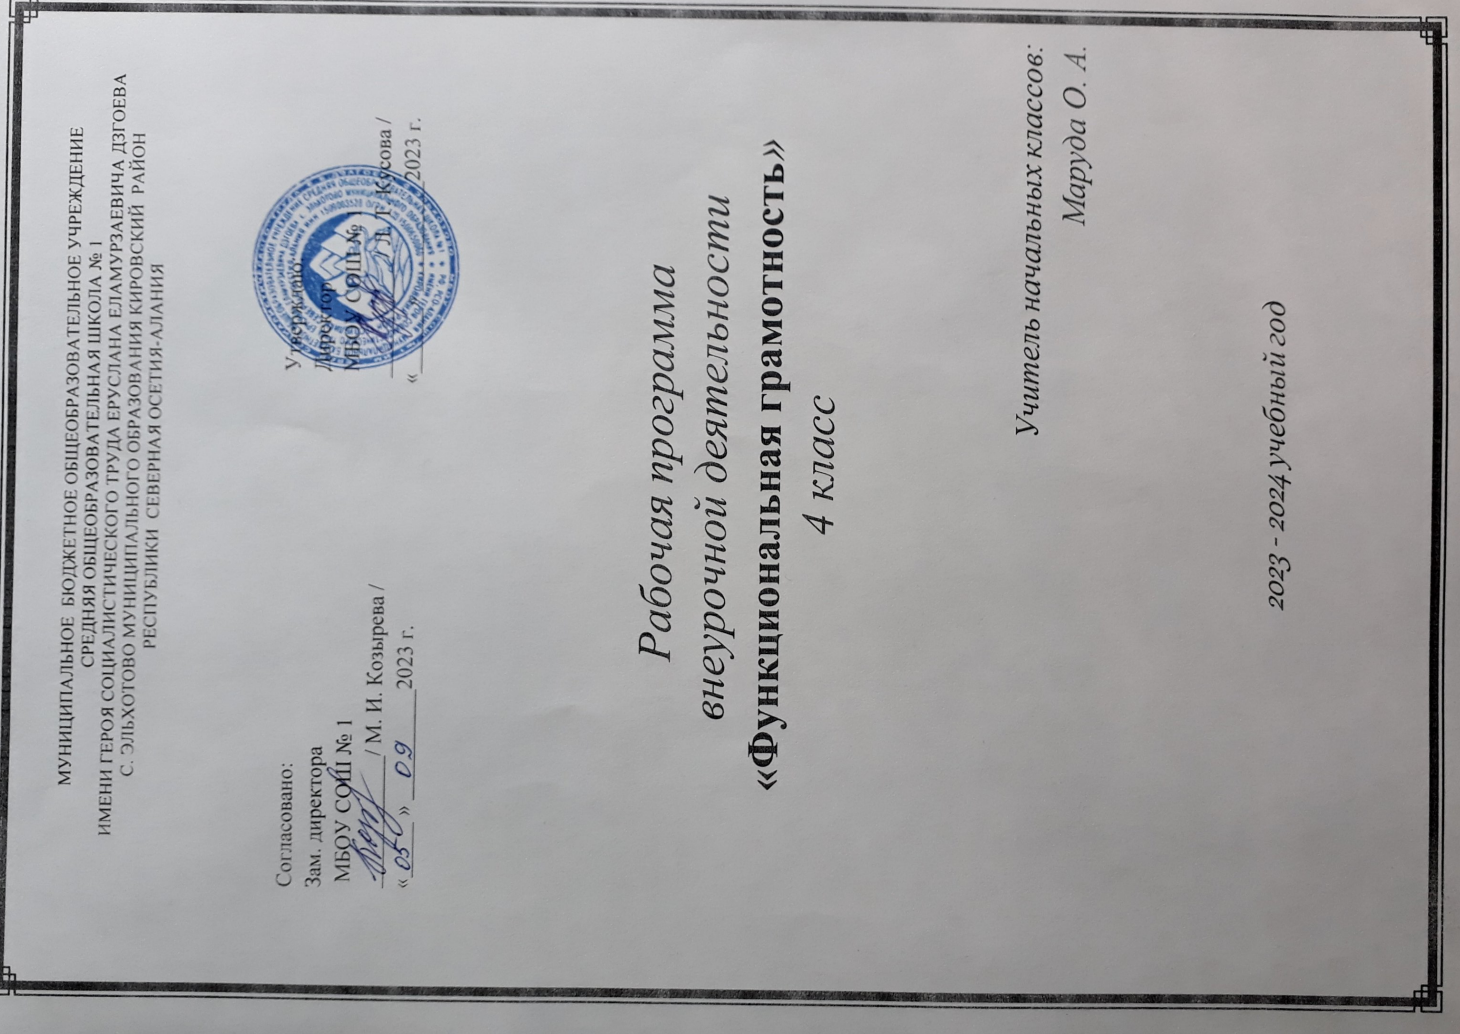 МУНИЦИПАЛЬНОЕ БЮДЖЕТНОЕ ОБЩЕОБРАЗОВАТЕЛЬНОЕ УЧРЕЖДЕНИЕ
СРЕДНЯЯ ОБЩЕОБРАЗОВАТЕЛЬНАЯ ШКОЛА № 1
ИМЕНИ ГЕРОЯ СОЦИАЛИСТИЧЕСКОГО ТРУДА ЕРУСЛАНА ЕЛАМУРЗАЕВИЧА ДЗГОЕВА
С. ЭЛЬХОТОВО МУНИЦИПАЛЬНОГО ОБРАЗОВАНИЯ КИРОВСКИЙ РАЙОН
РЕСПУБЛИКИ СЕВЕРНАЯ ОСЕТИЯ-АЛАНИЯ
Согласовано:
Зам. директора
МБОУ СОШ № 1
/ М. И. Козырева /
«05» 09 2023 г.
Утверждаю:
Директор
МБОУ СОШ № 1
/ Л. Т. Кусова /
« 2023 г.
Рабочая программа
внеурочной деятельности
«Функциональная грамотность»
4 класс
Учитель начальных классов:
Маруда О. А.
2023 - 2024 учебный год